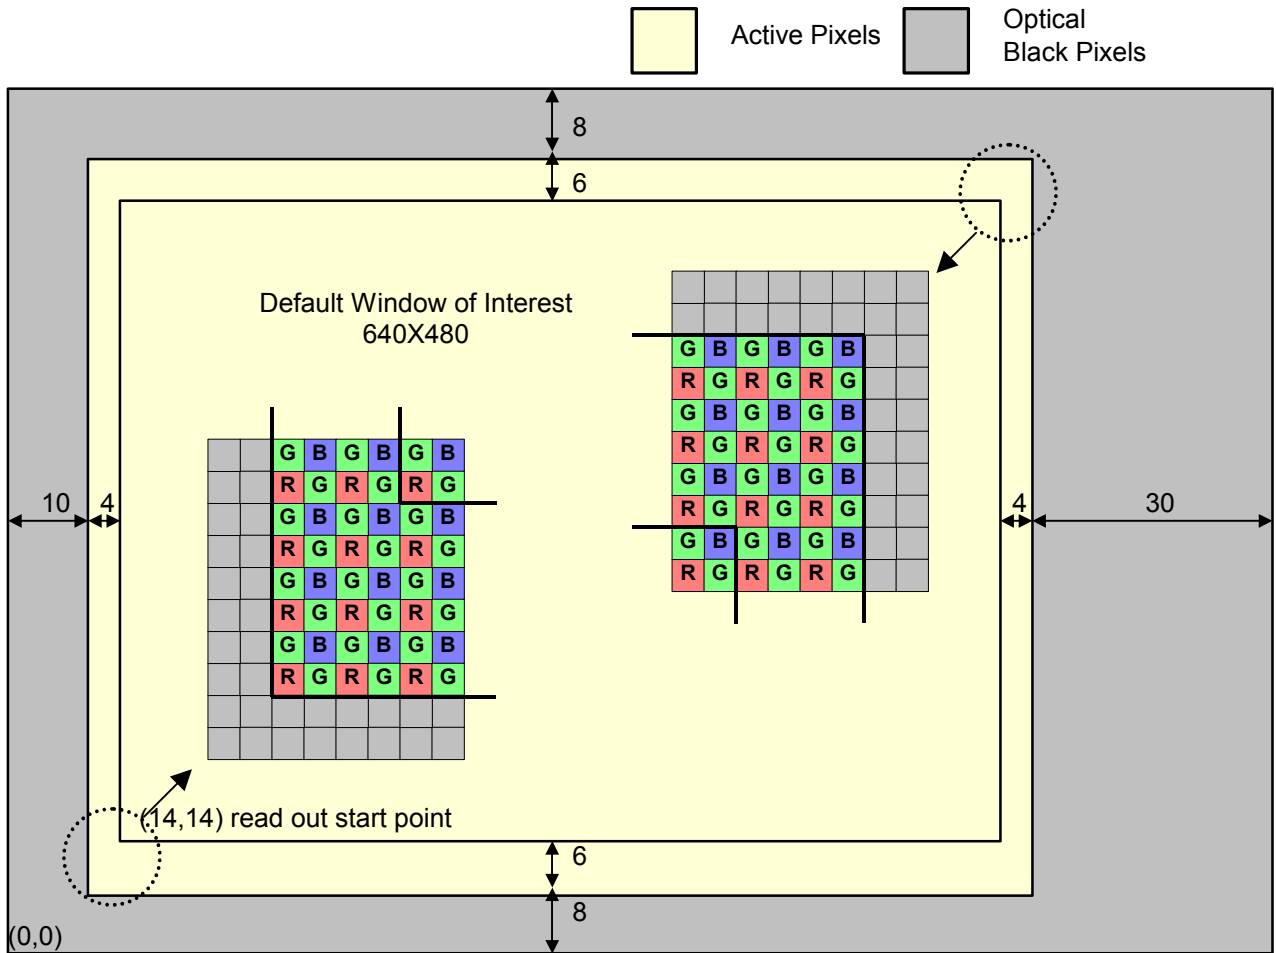 Active Pixels
Optical
Black Pixels
8
6
Default Window of Interest
640X480
G B G B G B
R G R G R G
G B G B G B
R G R G R G
G B G B G B
R G R G R G
G B G B G B
R G R G R G
G B G B G B
R G R G R G
G B G B G B
R G R G R G
G B G B G B
R G R G R G
G B G B G B
R G R G R G
10
4
4
30
(14,14) read out start point
6
8
(0,0)